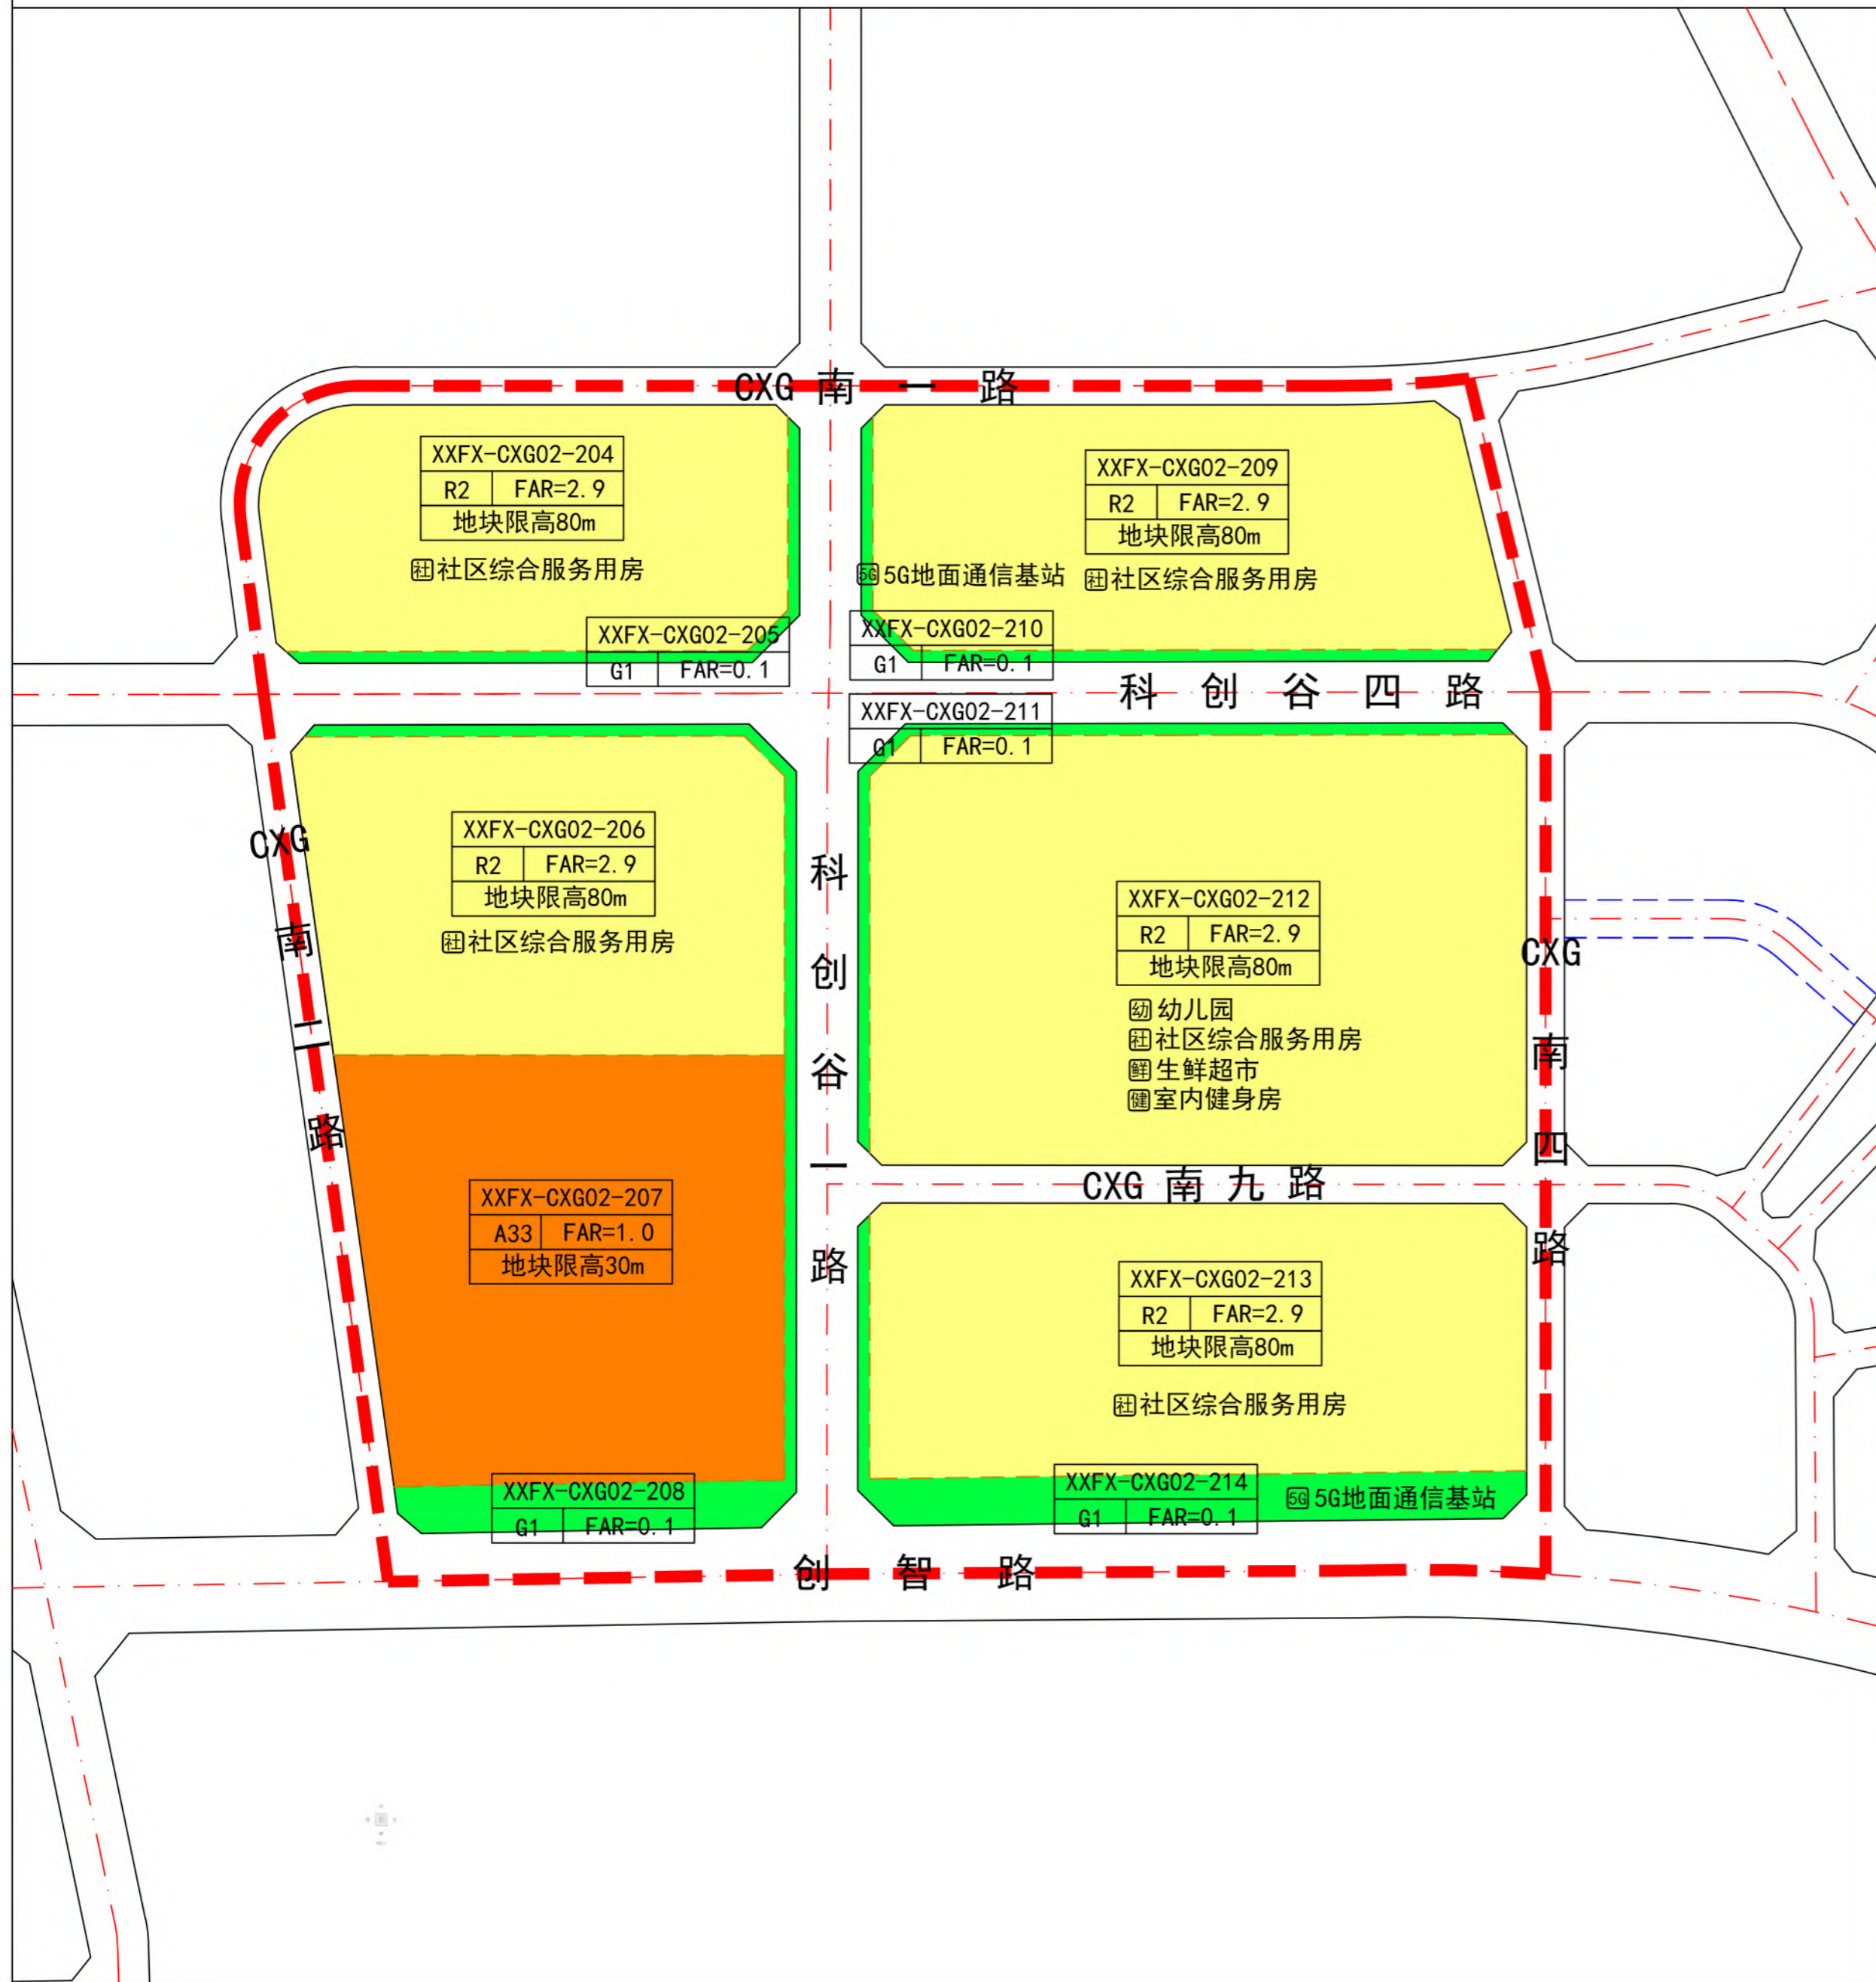 CXG 南 一 路
XXFX-CXG02-204
R2 FAR=2.9
地块限高80m
社 社区综合服务用房
XXFX-CXG02-209
R2 FAR=2.9
地块限高80m
5G 5G地面通信基站
社 社区综合服务用房
XXFX-CXG02-205
G1 FAR=0.1
XXFX-CXG02-210
G1 FAR=0.1
科 创 谷 四 路
XXFX-CXG02-211
G1 FAR=0.1
XXFX-CXG02-206
R2 FAR=2.9
地块限高80m
社 社区综合服务用房
CXG 南 二 路
科 创 谷 一 路
XXFX-CXG02-212
R2 FAR=2.9
地块限高80m
幼 幼儿园
社 社区综合服务用房
鲜 生鲜超市
健 室内健身房
CXG 南 四 路
CXG 南 九 路
XXFX-CXG02-207
A33 FAR=1.0
地块限高30m
XXFX-CXG02-213
R2 FAR=2.9
地块限高80m
社 社区综合服务用房
XXFX-CXG02-208
G1 FAR=0.1
XXFX-CXG02-214
G1 FAR=0.1
5G 5G地面通信基站
创 智 路